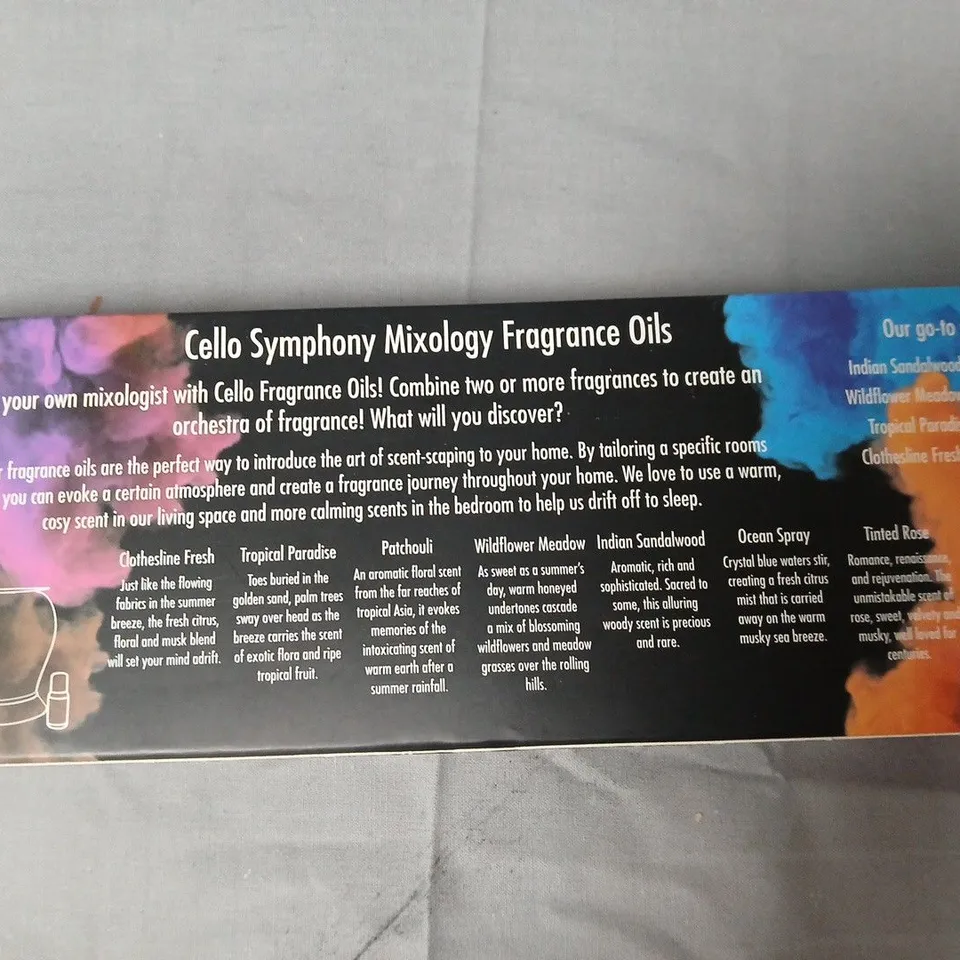 Cello Symphony Mixology Fragrance Oils
your own mixologist with Cello Fragrance Oils! Combine two or more fragrances to create an
orchestra of fragrance! What will you discover?
fragrance oils are the perfect way to introduce the art of scent-scaping to your home. By tailoring a specific rooms
you can evoke a certain atmosphere and create a fragrance journey throughout your home. We love to use a warm,
cosy scent in our living space and more calming scents in the bedroom to help us drift off to sleep.
Our go-to
Indian Sandalwood
Wildflower Meadow
Tropical
Clothesline Fresh
Clothesline Fresh
Just like the flowing
fabrics in the summer
breeze, the fresh citrus,
floral and musk blend
will set your mind adrift.
Tropical Paradise
Toes buried in the
golden sand, palm trees
sway over head as the
breeze carries the scent
of exotic flora and ripe
tropical fruit.
Patchouli
An aromatic floral scent
from the far reaches of
tropical Asia, it evokes
memories of the
intoxicating scent of
warm earth after a
summer rainfall.
Wildflower Meadow
As sweet as a summer's
day, warm honeyed
undertones cascade
a mix of blossoming
wildflowers and meadow
grasses over the rolling
hills.
Indian Sandalwood
Aromatic, rich and
sophisticated. Sacred to
some, this alluring
woody scent is precious
and rare.
Ocean Spray
Crystal blue waters stir,
creating a fresh citrus
mist that is carried
away on the warm
musky sea breeze.
Tinted Rose
Romance, renaissance,
and rejuvenation. The
unmistakable scent of
rose, sweet, velvety and
musky, well loved for
centuries.